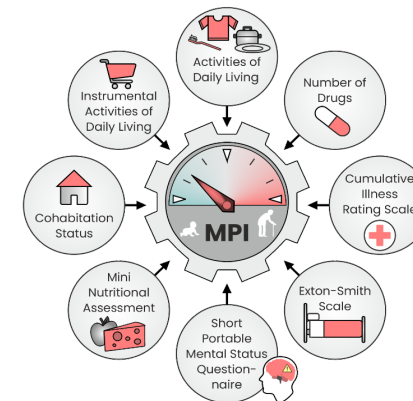 Activities of
Daily Living
Instrumental
Activities of
Daily Living
Number of
Drugs
Cohabitation
Status
MPI
Cumulative
Illness
Rating Scale
Mini
Nutritional
Assessment
Exton-Smith
Scale
Short
Portable
Mental Status
Question-
naire